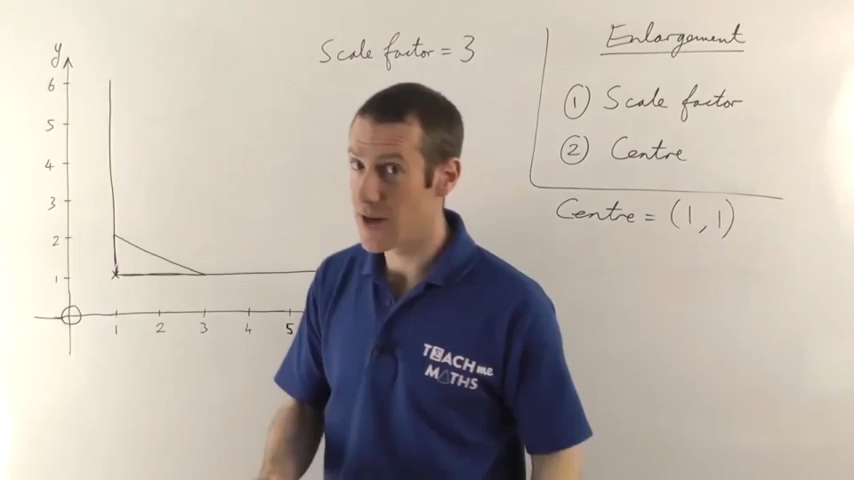 y
Scale factor = 3
Enlargement
1 Scale factor
2 Centre
Centre = (1,1)
6
5
4
3
2
1
1 2 3 4 5
TEACH me
MATHS